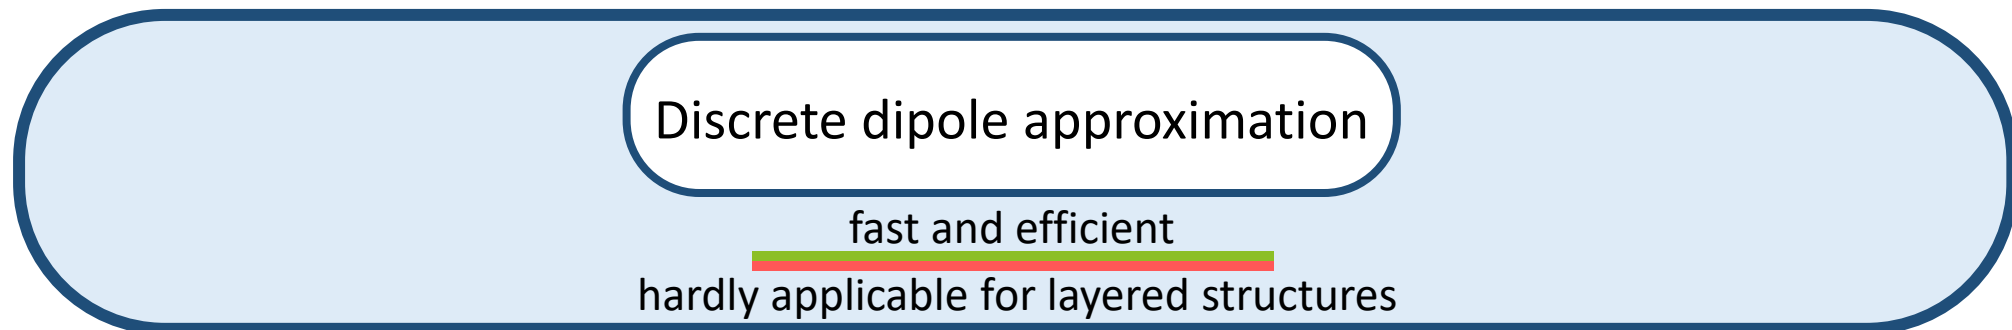 Discrete dipole approximation
fast and efficient
hardly applicable for layered structures